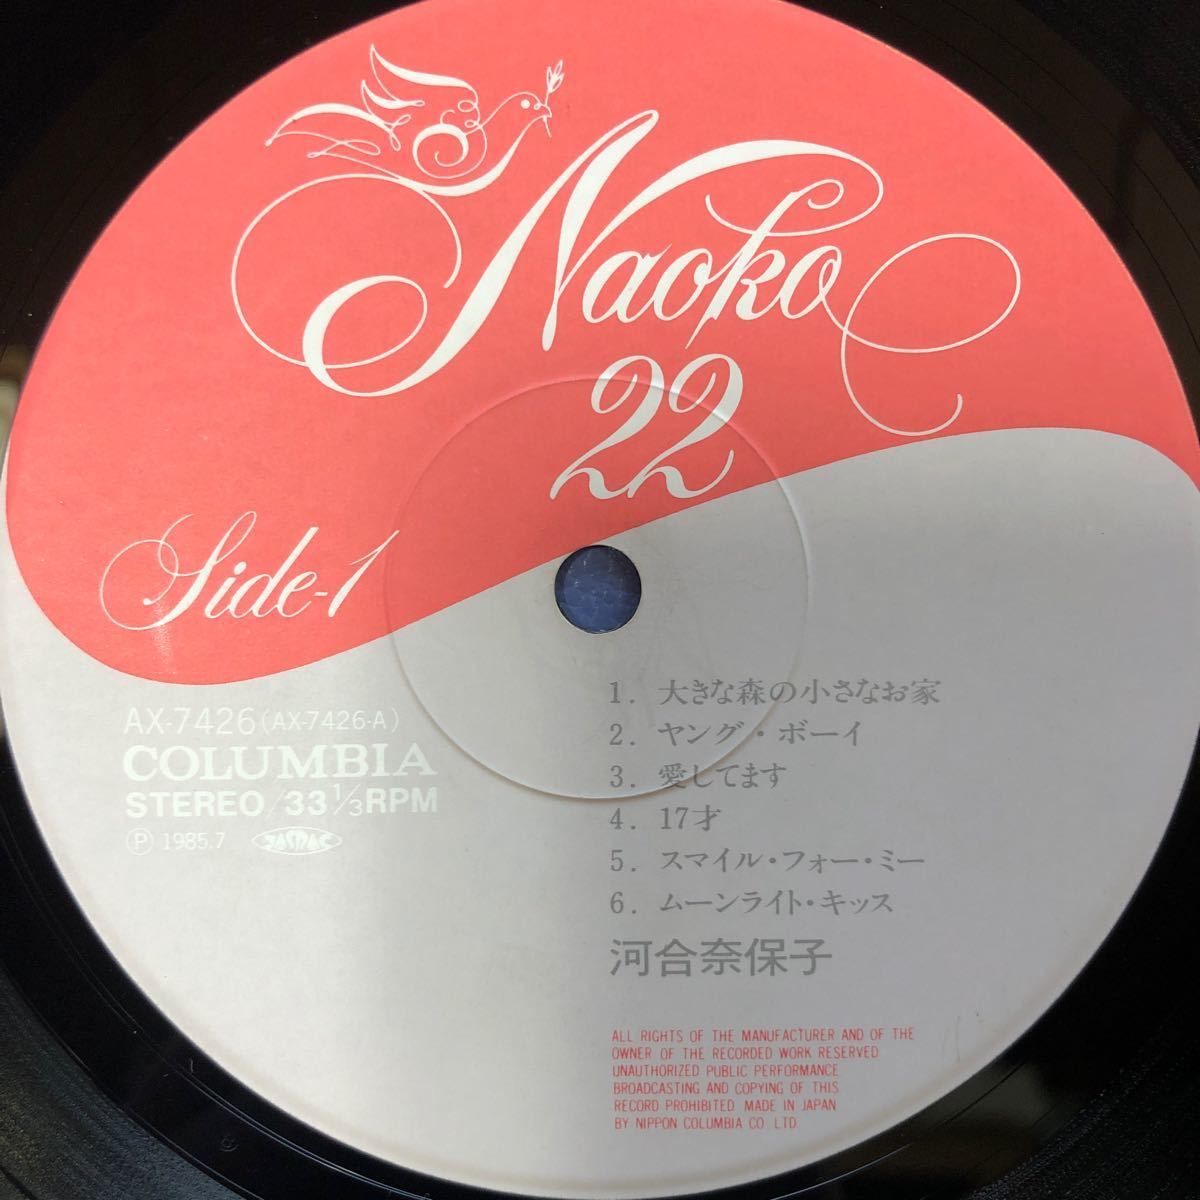 Naoko
22
Side-1
AX-7426(AX-7426-A)
COLUMBIA
STEREO/33 1/3RPM
Ⓟ 1985.7 JASRAC
1. 大きな森の小さなお家
2. ヤング・ボーイ
3. 愛してます
4. 17才
5. スマイル・フォー・ミー
6. ムーンライト・キッス
河合奈保子
ALL RIGHTS OF THE MANUFACTURER AND OF THE
OWNER OF THE RECORDED WORK RESERVED
UNAUTHORIZED PUBLIC PERFORMANCE
BROADCASTING AND COPYING OF THIS
RECORD PROHIBITED MADE IN JAPAN
BY NIPPON COLUMBIA CO. LTD.